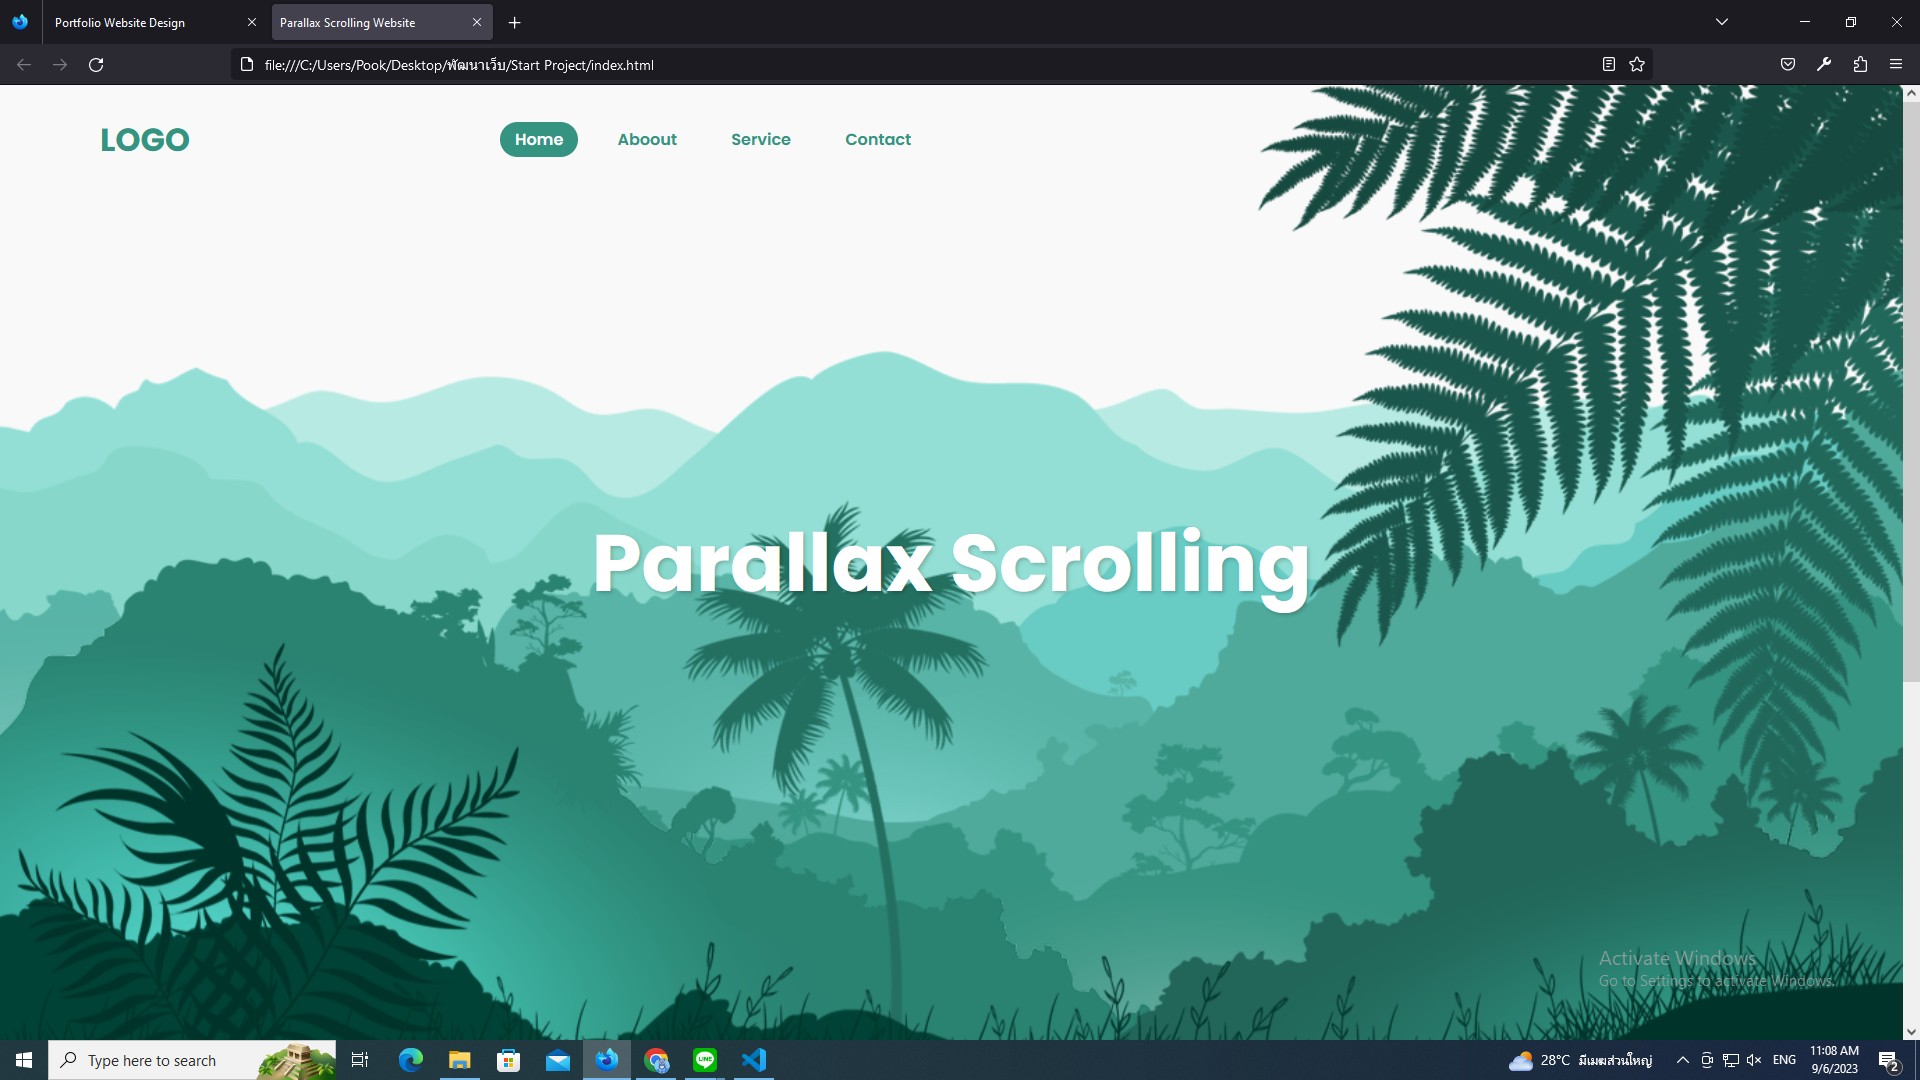 Portfolio Website Design
Parallax Scrolling Website
file:///C:/Users/Pook/Desktop/พัฒนาเว็บ/Start Project/index.html
LOGO
Home
Aboout
Service
Contact
Parallax Scrolling
Activate Windows
Go to Settings to activate Windows.
Type here to search
LINE
28°C มีเมฆส่วนใหญ่
ENG
11:08 AM
9/6/2023
2